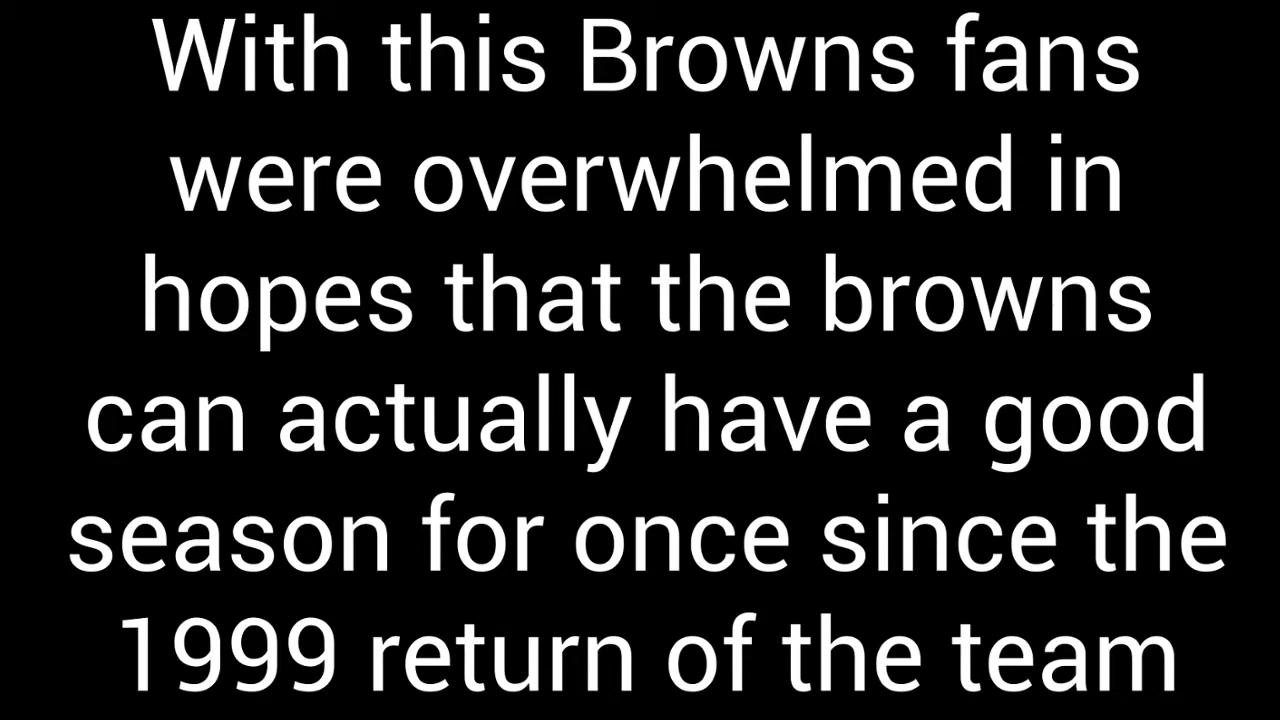 With this Browns fans
were overwhelmed in
hopes that the browns
can actually have a good
season for once since the
1999 return of the team